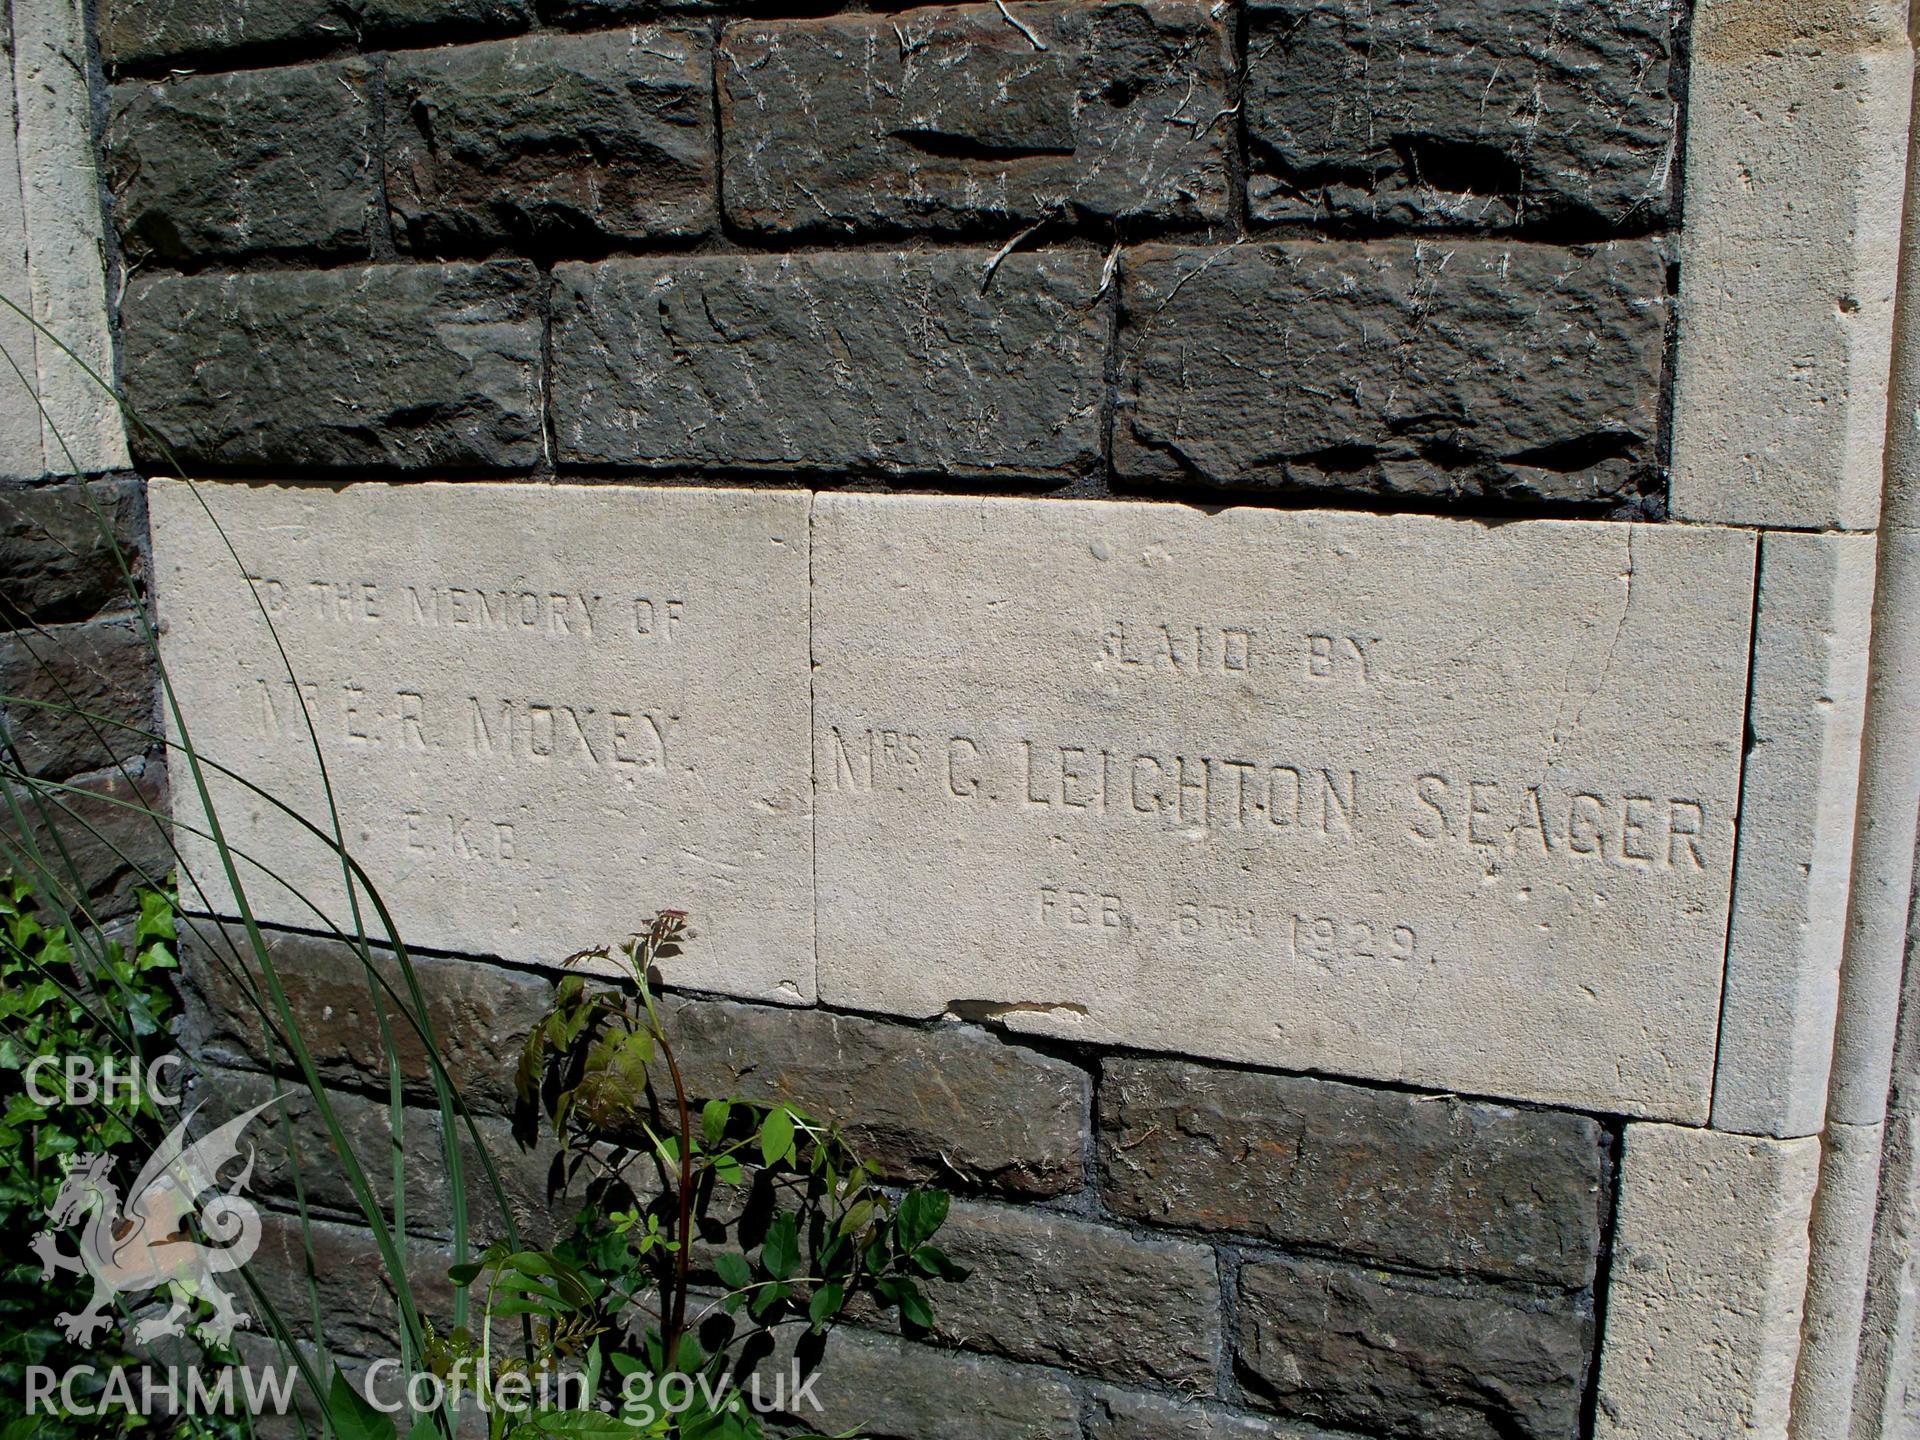 TO THE MEMORY OF
MR E. R. MOXEY.
E. K. B.
LAID BY
MRS G. LEIGHTON SEAGER
FEB. 6TH 1929.
CBHC
RCAHMW Coflein.gov.uk